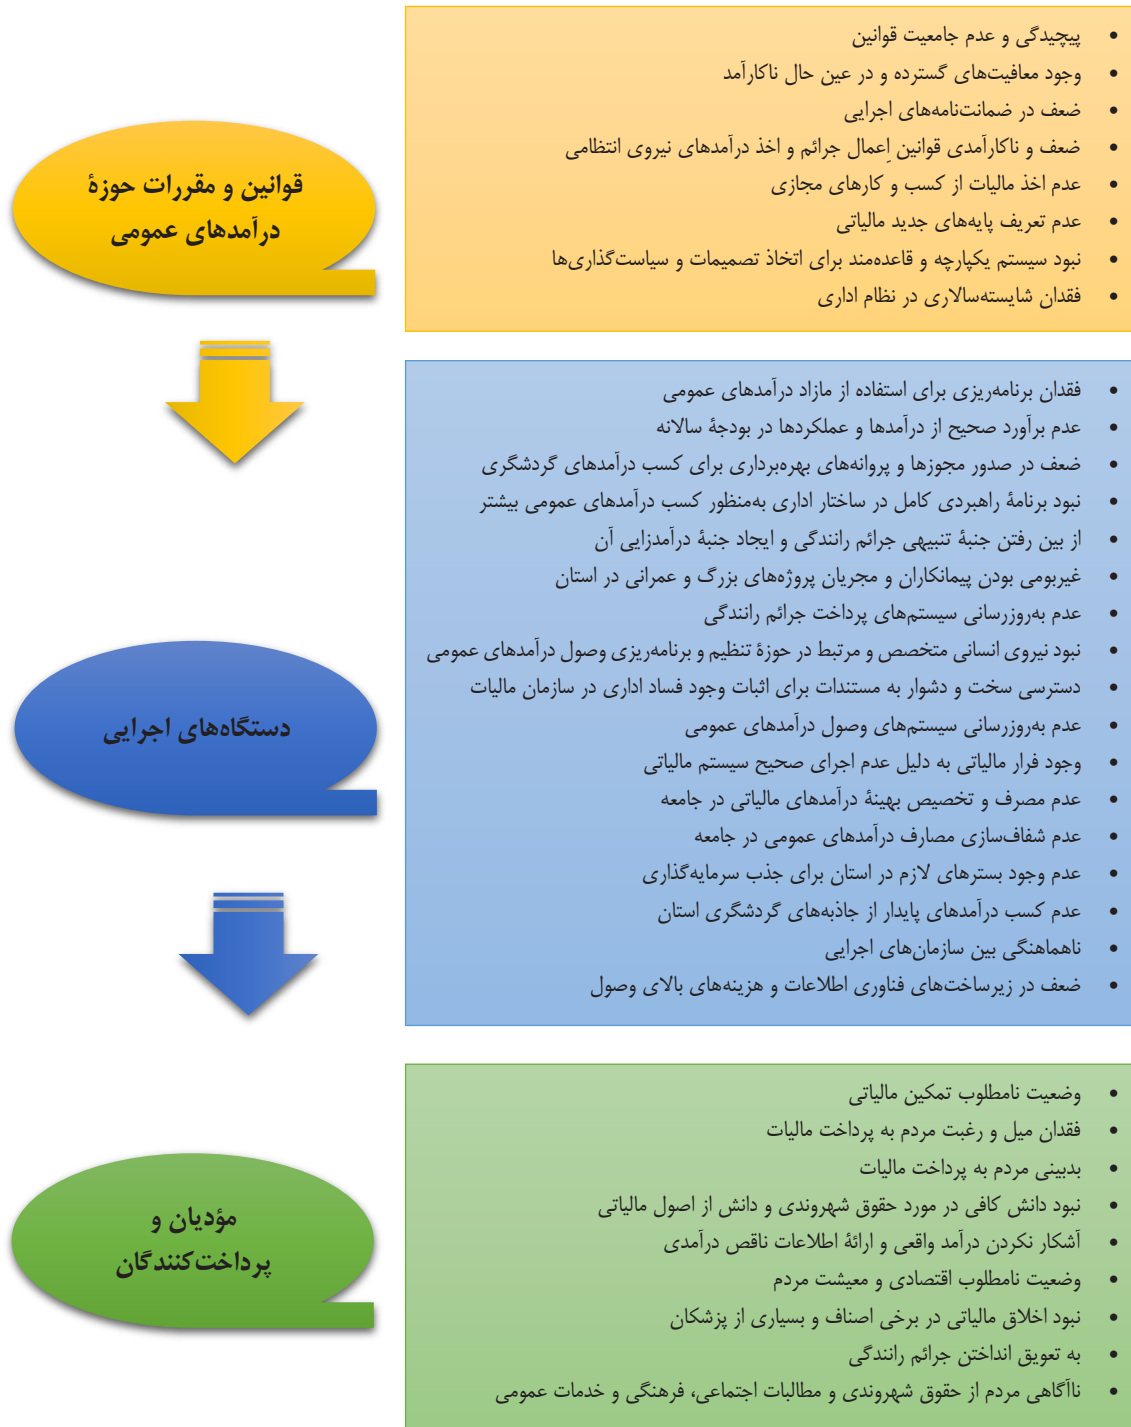 قوانین و مقررات حوزهٔ
درآمدهای عمومی
• پیچیدگی و عدم جامعیت قوانین
• وجود معافیت‌های گسترده و در عین حال ناکارآمد
• ضعف در ضمانت‌نامه‌های اجرایی
• ضعف و ناکارآمدی قوانین اِعمال جرائم و اخذ درآمدهای نیروی انتظامی
• عدم اخذ مالیات از کسب و کارهای مجازی
• عدم تعریف پایه‌های جدید مالیاتی
• نبود سیستم یکپارچه و قاعده‌مند برای اتخاذ تصمیمات و سیاست‌گذاری‌ها
• فقدان شایسته‌سالاری در نظام اداری
دستگاه‌های اجرایی
• فقدان برنامه‌ریزی برای استفاده از مازاد درآمدهای عمومی
• عدم برآورد صحیح از درآمدها و عملکردها در بودجهٔ سالانه
• ضعف در صدور مجوزها و پروانه‌های بهره‌برداری برای کسب درآمدهای گردشگری
• نبود برنامهٔ راهبردی کامل در ساختار اداری به‌منظور کسب درآمدهای عمومی بیشتر
• از بین رفتن جنبهٔ تنبیهی جرائم رانندگی و ایجاد جنبهٔ درآمدزایی آن
• غیربومی بودن پیمانکاران و مجریان پروژه‌های بزرگ و عمرانی در استان
• عدم به‌روزرسانی سیستم‌های پرداخت جرائم رانندگی
• نبود نیروی انسانی متخصص و مرتبط در حوزهٔ تنظیم و برنامه‌ریزی وصول درآمدهای عمومی
• دسترسی سخت و دشوار به مستندات برای اثبات وجود فساد اداری در سازمان مالیات
• عدم به‌روزرسانی سیستم‌های وصول درآمدهای عمومی
• وجود فرار مالیاتی به دلیل عدم اجرای صحیح سیستم مالیاتی
• عدم مصرف و تخصیص بهینهٔ درآمدهای مالیاتی در جامعه
• عدم شفاف‌سازی مصارف درآمدهای عمومی در جامعه
• عدم وجود بسترهای لازم در استان برای جذب سرمایه‌گذاری
• عدم کسب درآمدهای پایدار از جاذبه‌های گردشگری استان
• ناهماهنگی بین سازمان‌های اجرایی
• ضعف در زیرساخت‌های فناوری اطلاعات و هزینه‌های بالای وصول
مؤدیان و
پرداخت‌کنندگان
• وضعیت نامطلوب تمکین مالیاتی
• فقدان میل و رغبت مردم به پرداخت مالیات
• بدبینی مردم به پرداخت مالیات
• نبود دانش کافی در مورد حقوق شهروندی و دانش از اصول مالیاتی
• آشکار نکردن درآمد واقعی و ارائهٔ اطلاعات ناقص درآمدی
• وضعیت نامطلوب اقتصادی و معیشت مردم
• نبود اخلاق مالیاتی در برخی اصناف و بسیاری از پزشکان
• به تعویق انداختن جرائم رانندگی
• ناآگاهی مردم از حقوق شهروندی و مطالبات اجتماعی، فرهنگی و خدمات عمومی